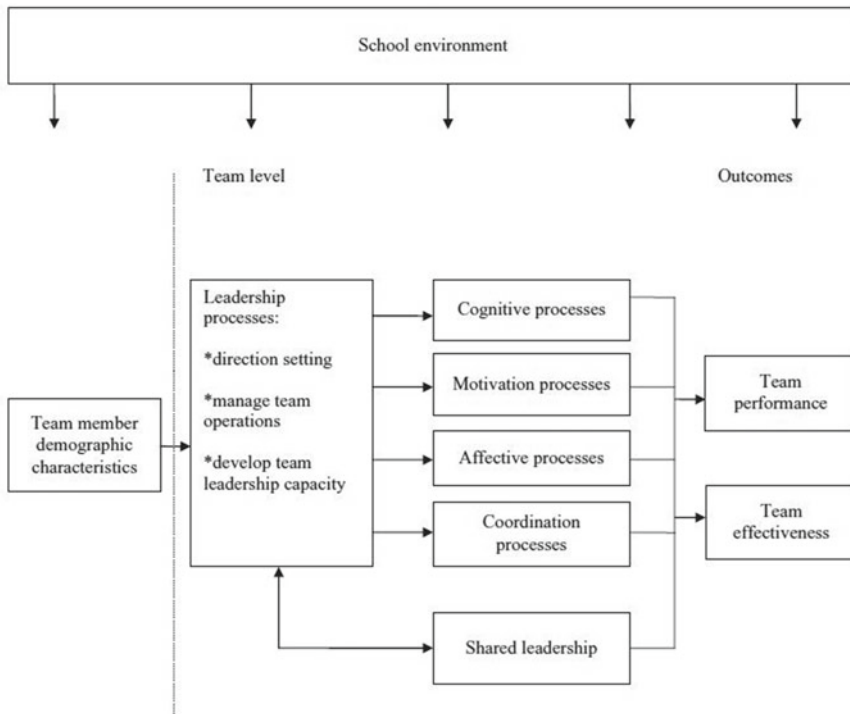 School environment
Team level
Outcomes
Leadership
processes:
*direction setting
*manage team
operations
*develop team
leadership capacity
Team member
demographic
characteristics
Cognitive processes
Motivation processes
Affective processes
Coordination
processes
Shared leadership
Team
performance
Team
effectiveness